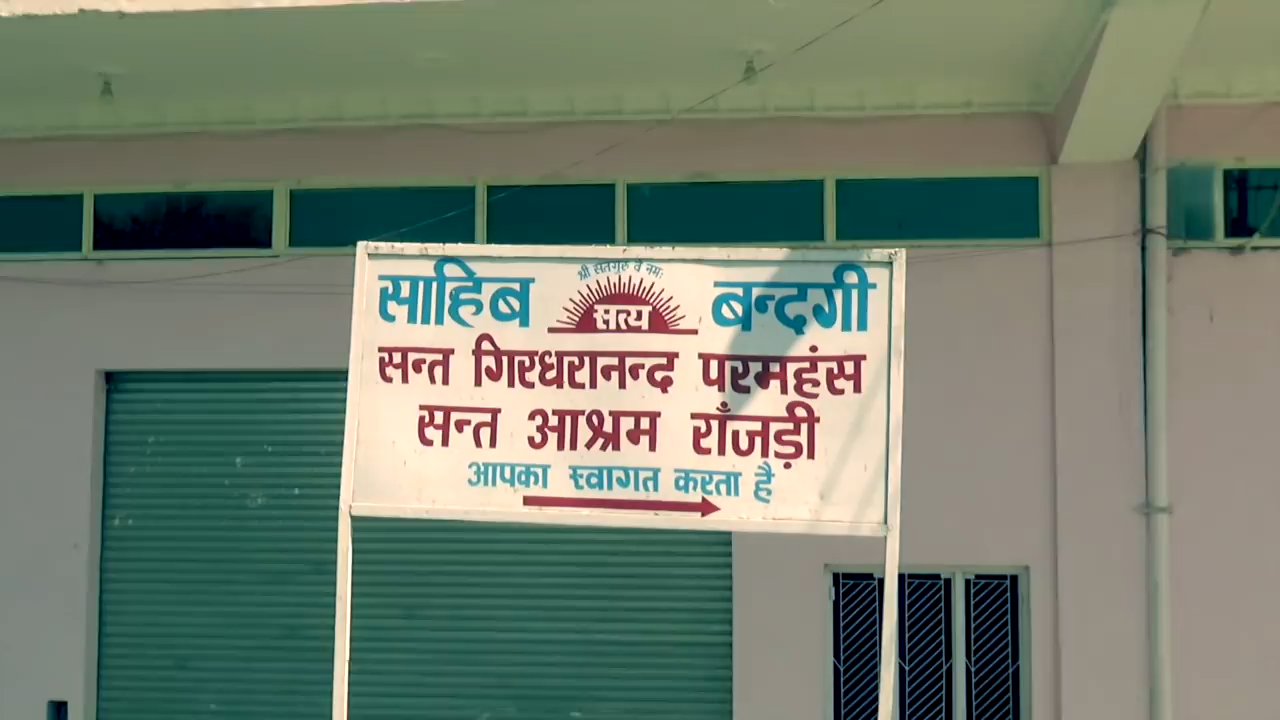 श्री सतगुरु वे नमः
साहिब सत्य बन्दगी
सन्त गिरधरानन्द परमहंस
सन्त आश्रम राँजड़ी
आपका स्वागत करता है